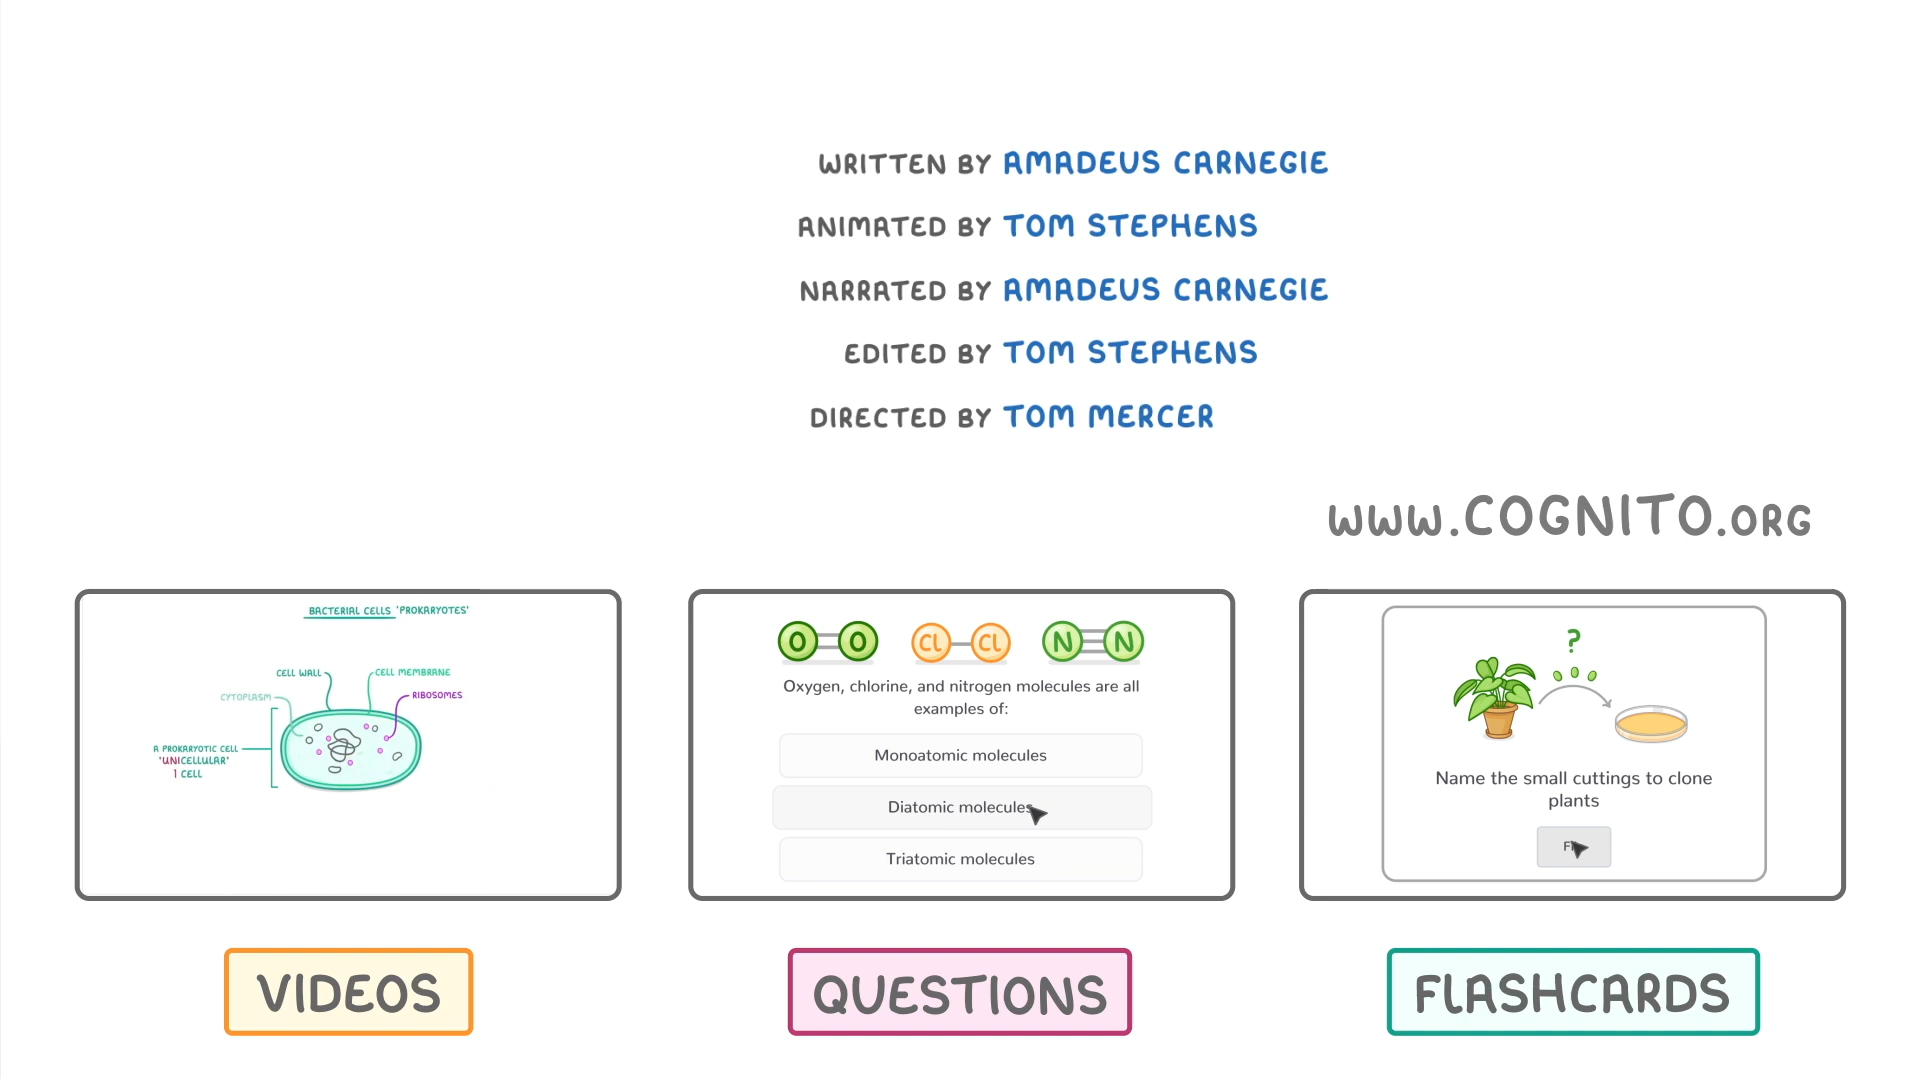 WRITTEN BY AMADEUS CARNEGIE
ANIMATED BY TOM STEPHENS
NARRATED BY AMADEUS CARNEGIE
EDITED BY TOM STEPHENS
DIRECTED BY TOM MERCER
www.COGNITO.ORG
BACTERIAL CELLS 'PROKARYOTES'
CELL WALL
CELL MEMBRANE
CYTOPLASM
RIBOSOMES
A PROKARYOTIC CELL
'UNICELLULAR'
1 CELL
O O Cl Cl N N
Oxygen, chlorine, and nitrogen molecules are all
examples of:
Monoatomic molecules
Diatomic molecules
Triatomic molecules
?
Name the small cuttings to clone
plants
VIDEOS
QUESTIONS
FLASHCARDS